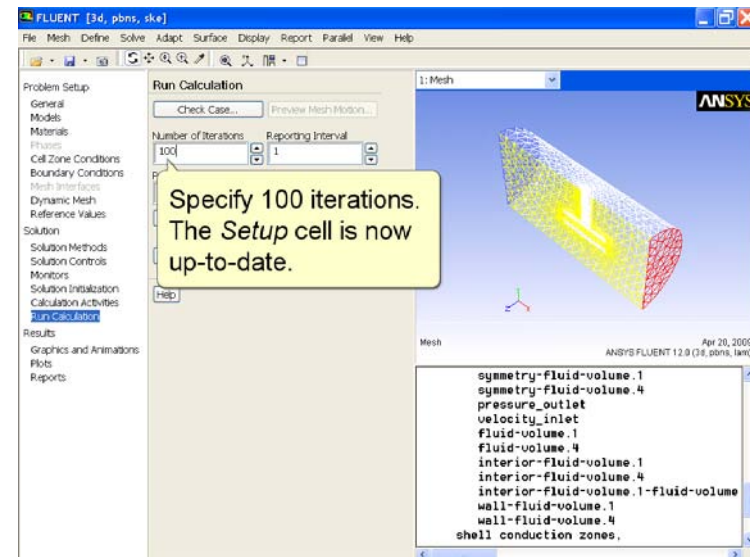 FLUENT [3d, pbns, ske]
File Mesh Define Solve Adapt Surface Display Report Parallel View Help
Problem Setup
General
Models
Materials
Phases
Cell Zone Conditions
Boundary Conditions
Mesh Interfaces
Dynamic Mesh
Reference Values
Solution
Solution Methods
Solution Controls
Monitors
Solution Initialization
Calculation Activities
Run Calculation
Results
Graphics and Animations
Plots
Reports
Run Calculation
Check Case... Preview Mesh Motion...
Number of Iterations Reporting Interval
100 1
Specify 100 iterations.
The Setup cell is now
up-to-date.
Help
1: Mesh
ANSYS
Mesh
Apr 20, 2009
ANSYS FLUENT 12.0 (3d, pbns, lam)
symmetry-fluid-volume.1
symmetry-fluid-volume.4
pressure_outlet
velocity_inlet
fluid-volume.1
fluid-volume.4
interior-fluid-volume.1
interior-fluid-volume.4
interior-fluid-volume.1-fluid-volume
wall-fluid-volume.1
wall-fluid-volume.4
shell conduction zones,